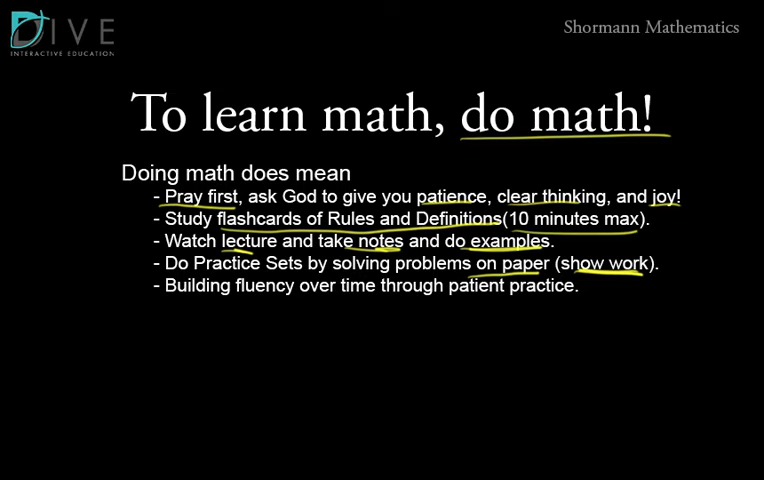 DIVE
INTERACTIVE EDUCATION
Shormann Mathematics
To learn math, do math!
Doing math does mean
- Pray first, ask God to give you patience, clear thinking, and joy!
- Study flashcards of Rules and Definitions(10 minutes max).
- Watch lecture and take notes and do examples.
- Do Practice Sets by solving problems on paper (show work).
- Building fluency over time through patient practice.